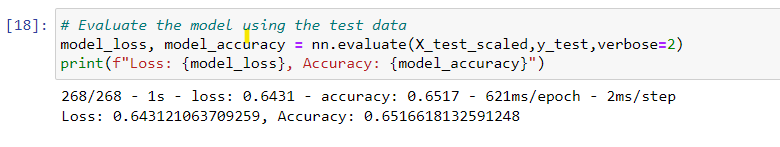 [18]: # Evaluate the model using the test data
model_loss, model_accuracy = nn.evaluate(X_test_scaled,y_test,verbose=2)
print(f"Loss: {model_loss}, Accuracy: {model_accuracy}")
268/268 - 1s - loss: 0.6431 - accuracy: 0.6517 - 621ms/epoch - 2ms/step
Loss: 0.643121063709259, Accuracy: 0.6516618132591248